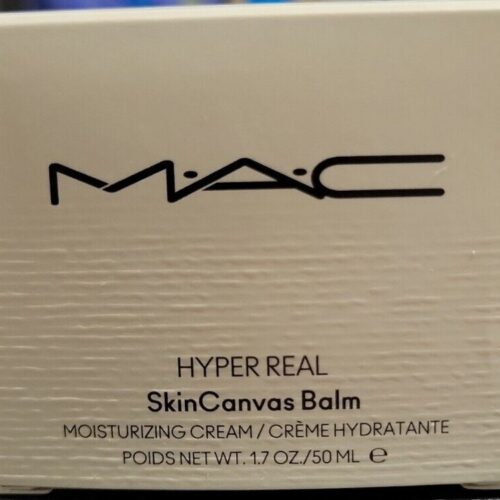 M·A·C
HYPER REAL
SkinCanvas Balm
MOISTURIZING CREAM / CRÈME HYDRATANTE
POIDS NET WT. 1.7 OZ./50 ML ℮